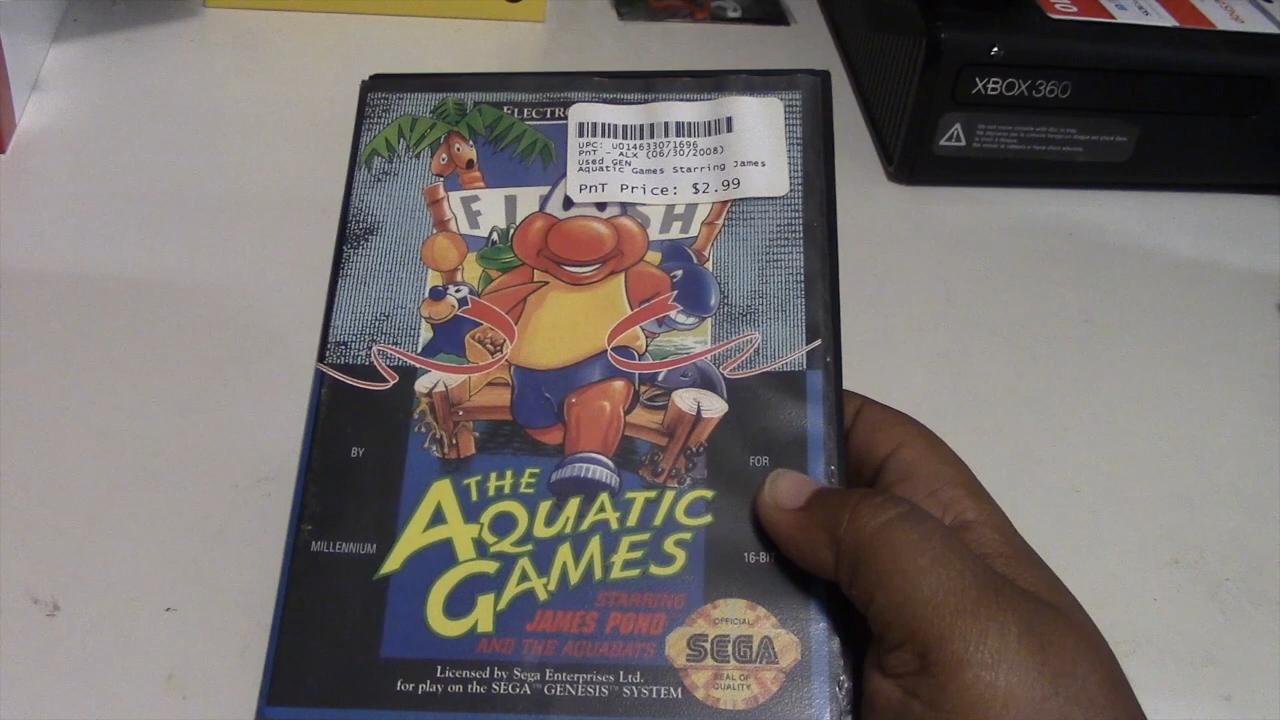 XBOX 360
ELECTRO
UPC: U014633071696
PnT - ALX (06/30/2008)
Used GEN
Aquatic Games Starring James
PnT Price: $2.99
FI SH
BY
MILLENNIUM
FOR
16-BIT
THE
AQUATIC
GAMES
STARRING
JAMES POND
AND THE AQUABATS
OFFICIAL
SEGA
SEAL OF
QUALITY
Licensed by Sega Enterprises Ltd.
for play on the SEGA™ GENESIS™ SYSTEM